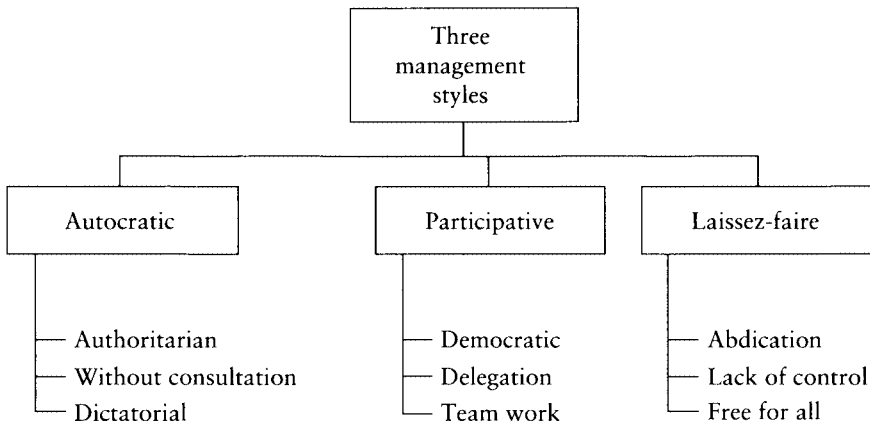 Three
management
styles
Autocratic
Participative
Laissez-faire
Authoritarian
Without consultation
Dictatorial
Democratic
Delegation
Team work
Abdication
Lack of control
Free for all